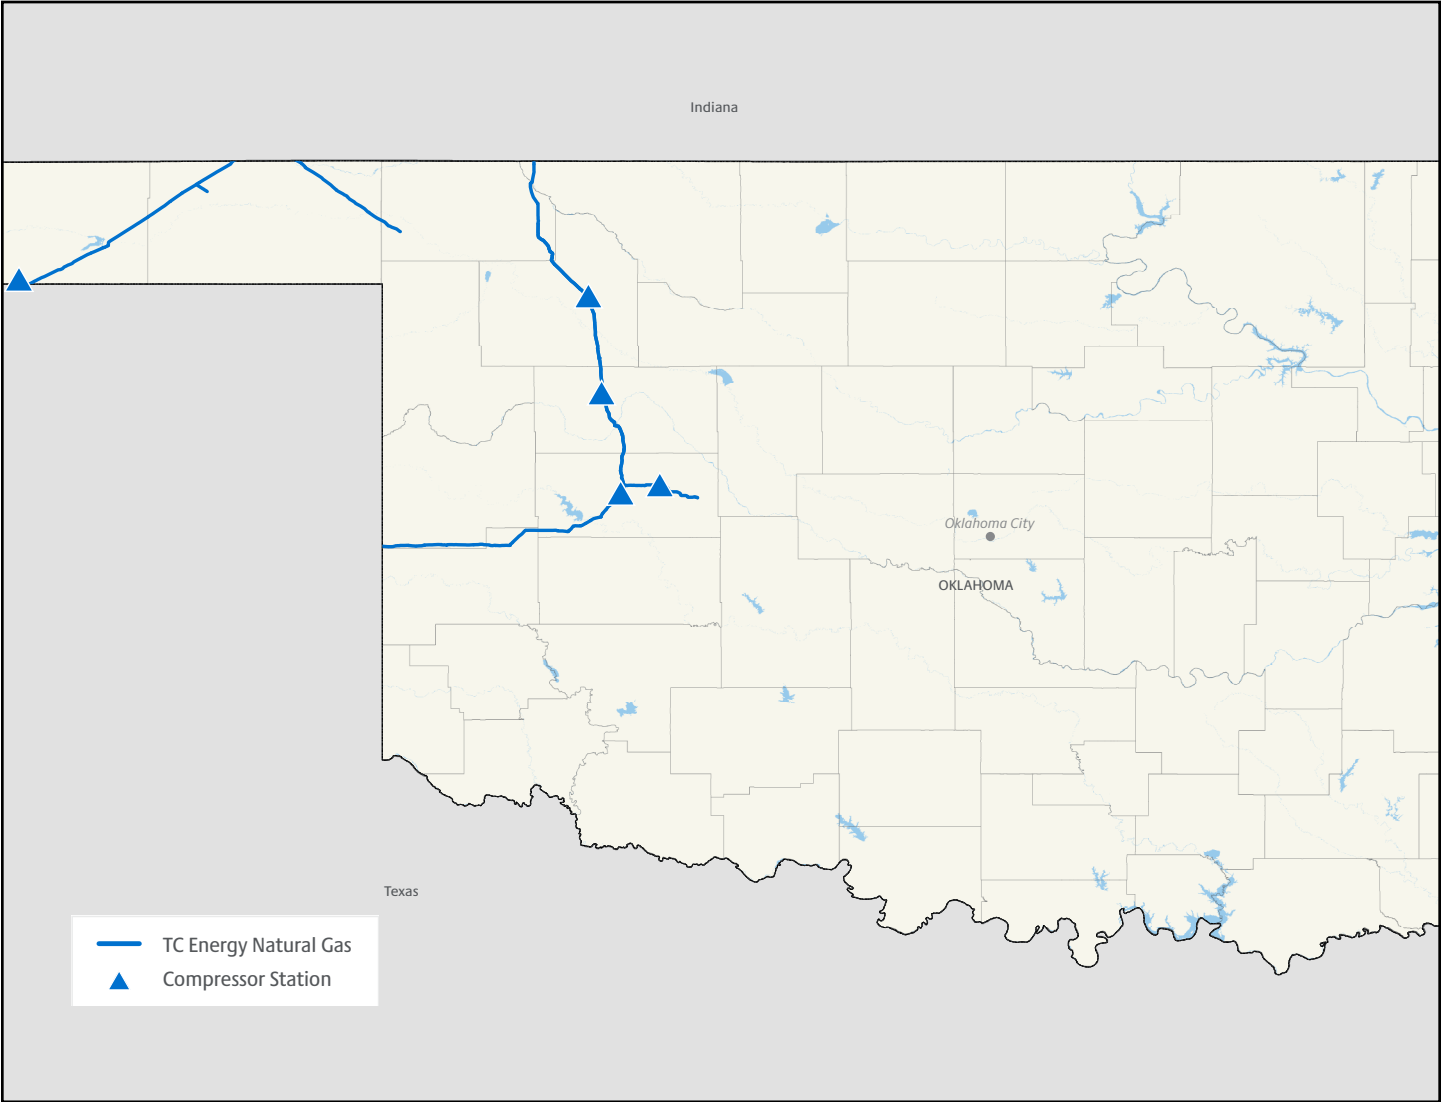 Indiana
Oklahoma City
OKLAHOMA
Texas
TC Energy Natural Gas
Compressor Station